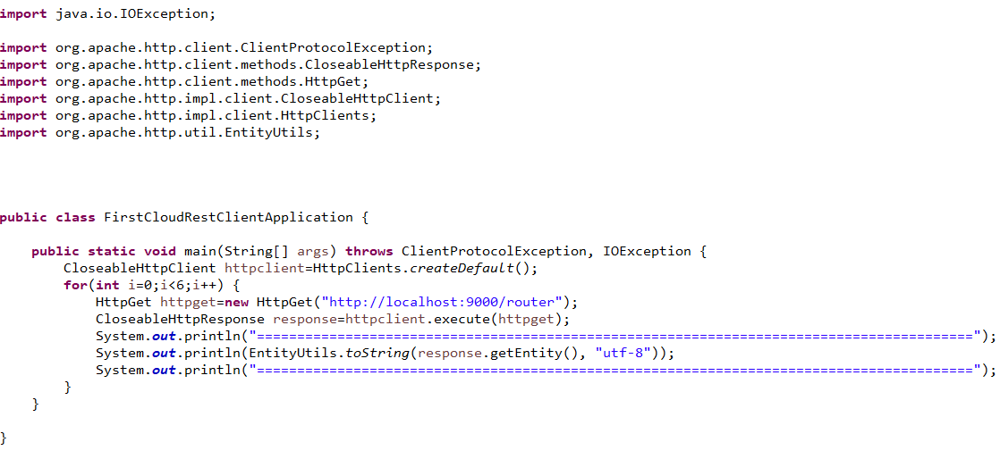 import java.io.IOException;
import org.apache.http.client.ClientProtocolException;
import org.apache.http.client.methods.CloseableHttpResponse;
import org.apache.http.client.methods.HttpGet;
import org.apache.http.impl.client.CloseableHttpClient;
import org.apache.http.impl.client.HttpClients;
import org.apache.http.util.EntityUtils;
public class FirstCloudRestClientApplication {
    public static void main(String[] args) throws ClientProtocolException, IOException {
        CloseableHttpClient httpclient=HttpClients.createDefault();
        for(int i=0;i<6;i++) {
            HttpGet httpget=new HttpGet("http://localhost:9000/router");
            CloseableHttpResponse response=httpclient.execute(httpget);
            System.out.println("=========================================================================================");
            System.out.println(EntityUtils.toString(response.getEntity(), "utf-8"));
            System.out.println("=========================================================================================");
        }
    }
}